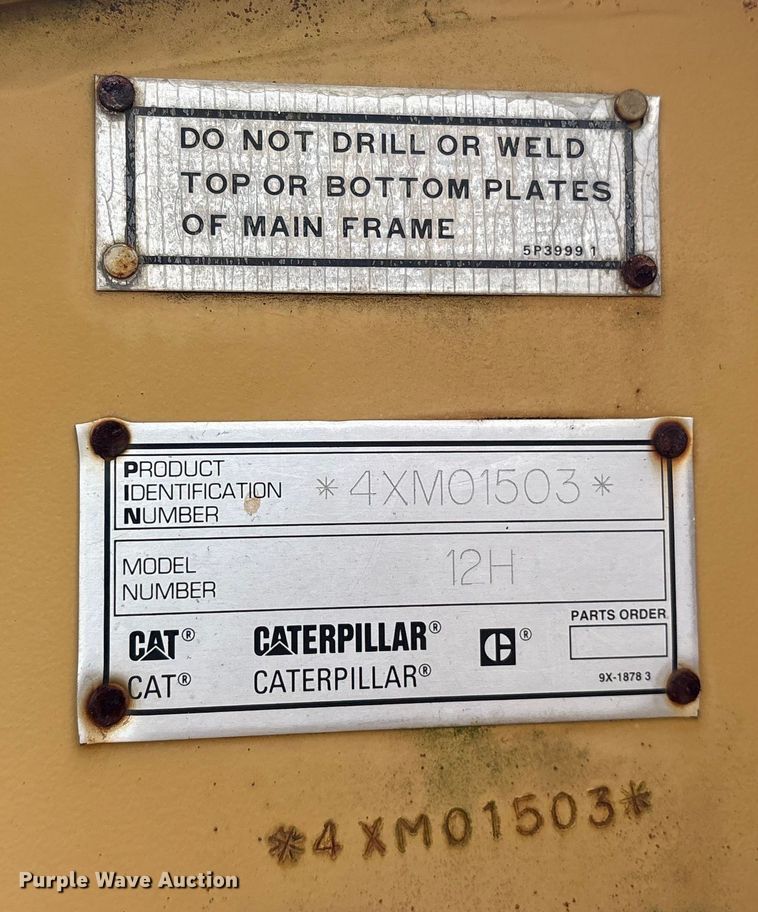 DO NOT DRILL OR WELD
TOP OR BOTTOM PLATES
OF MAIN FRAME
5P3999 1
PRODUCT
IDENTIFICATION
NUMBER
*4XM01503*
MODEL
NUMBER
12H
CAT® CATERPILLAR® C®
CAT® CATERPILLAR®
PARTS ORDER
9X-1878 3
*4XM01503*
Purple Wave Auction